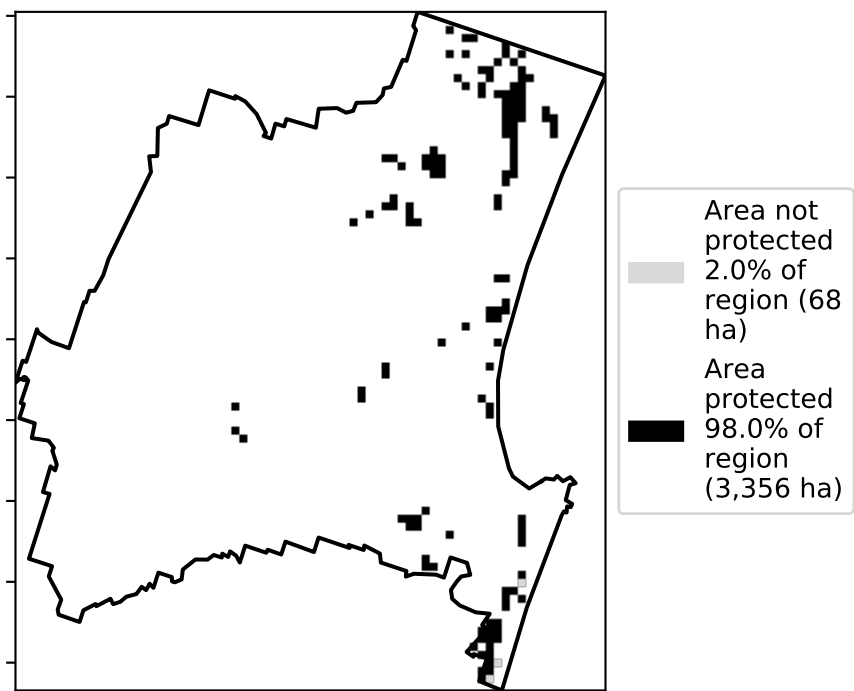 Area not
protected
2.0% of
region (68
ha)
Area
protected
98.0% of
region
(3,356 ha)